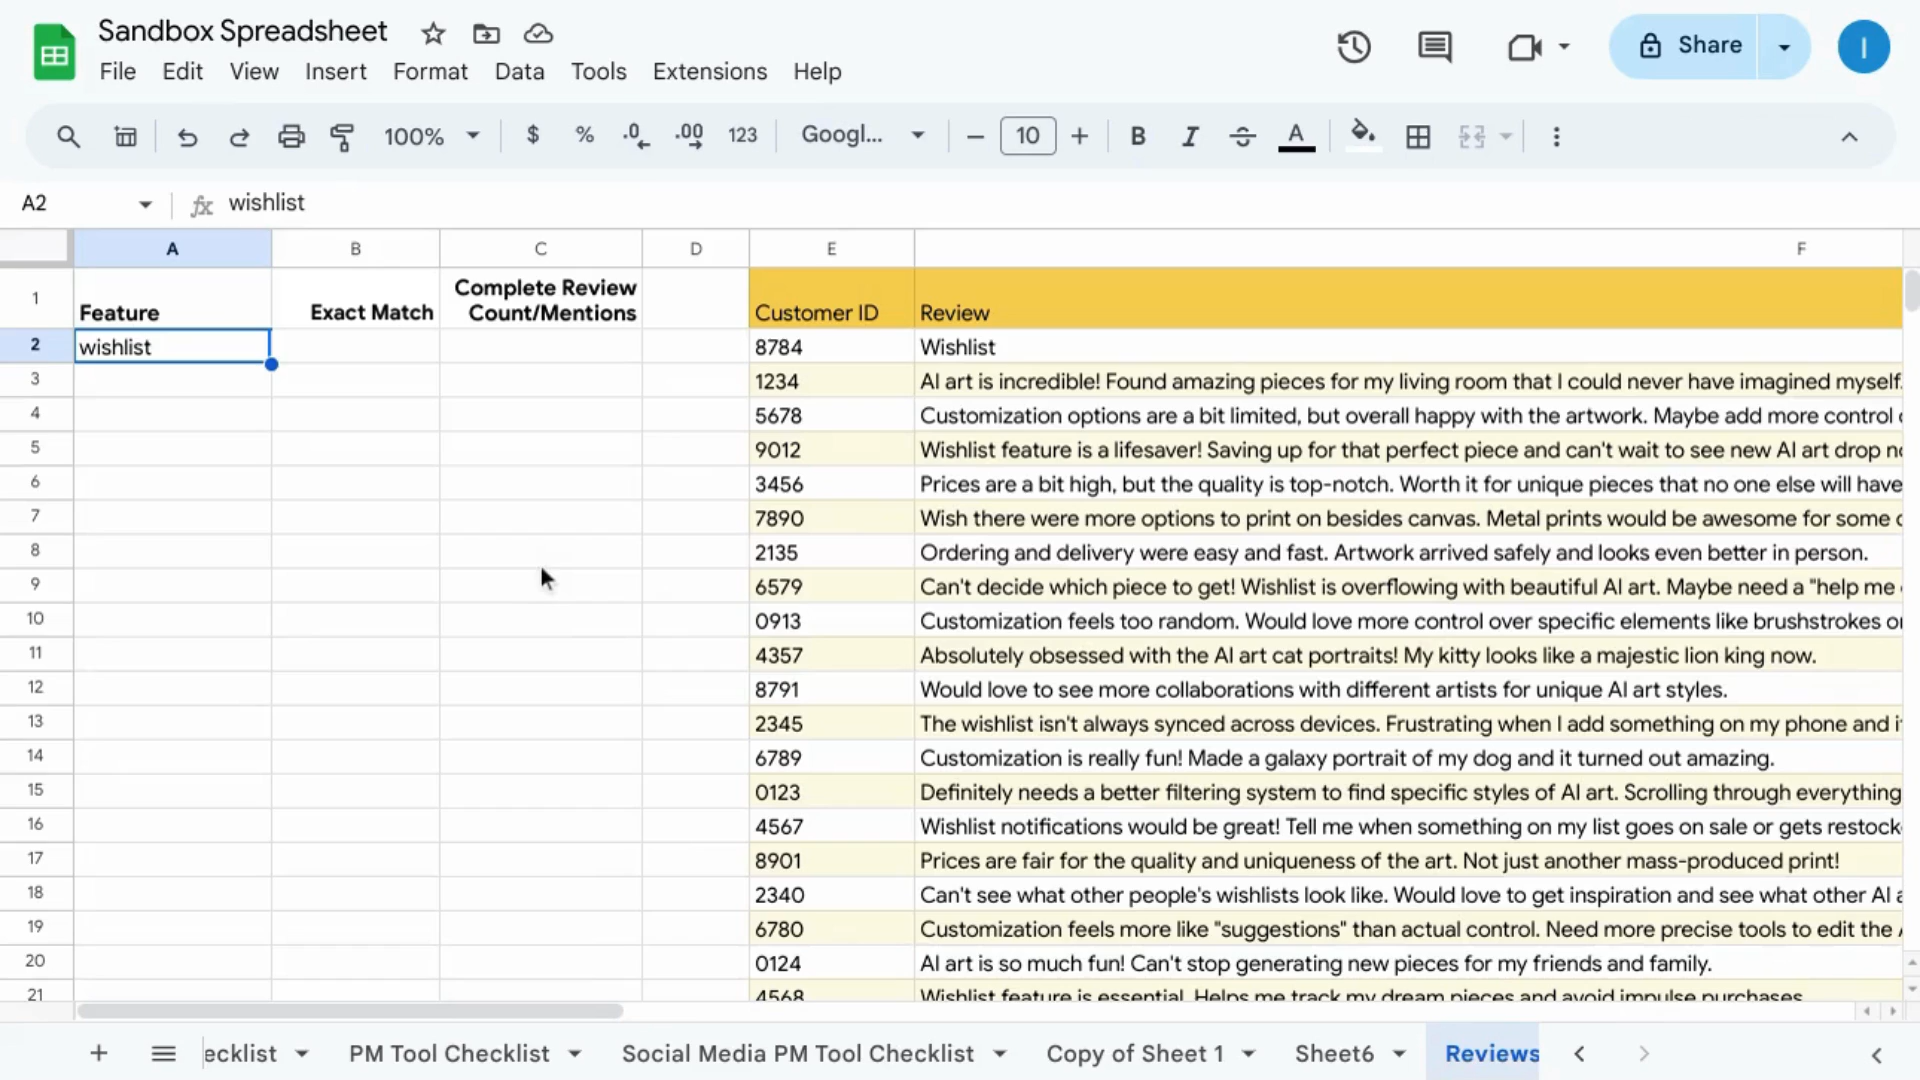 Sandbox Spreadsheet
File Edit View Insert Format Data Tools Extensions Help
Share
I
100% $ % .0 .00 123 Googl... 10 B I S A
A2 fx wishlist
A B C D E F
1 Feature Exact Match Complete Review Count/Mentions Customer ID Review
2 wishlist 8784 Wishlist
3 1234 AI art is incredible! Found amazing pieces for my living room that I could never have imagined myself.
4 5678 Customization options are a bit limited, but overall happy with the artwork. Maybe add more control
5 9012 Wishlist feature is a lifesaver! Saving up for that perfect piece and can't wait to see new AI art drop
6 3456 Prices are a bit high, but the quality is top-notch. Worth it for unique pieces that no one else will have
7 7890 Wish there were more options to print on besides canvas. Metal prints would be awesome for some
8 2135 Ordering and delivery were easy and fast. Artwork arrived safely and looks even better in person.
9 6579 Can't decide which piece to get! Wishlist is overflowing with beautiful AI art. Maybe need a "help me
10 0913 Customization feels too random. Would love more control over specific elements like brushstrokes
11 4357 Absolutely obsessed with the AI art cat portraits! My kitty looks like a majestic lion king now.
12 8791 Would love to see more collaborations with different artists for unique AI art styles.
13 2345 The wishlist isn't always synced across devices. Frustrating when I add something on my phone and
14 6789 Customization is really fun! Made a galaxy portrait of my dog and it turned out amazing.
15 0123 Definitely needs a better filtering system to find specific styles of AI art. Scrolling through everything
16 4567 Wishlist notifications would be great! Tell me when something on my list goes on sale or gets restock
17 8901 Prices are fair for the quality and uniqueness of the art. Not just another mass-produced print!
18 2340 Can't see what other people's wishlists look like. Would love to get inspiration and see what other AI
19 6780 Customization feels more like "suggestions" than actual control. Need more precise tools to edit the
20 0124 AI art is so much fun! Can't stop generating new pieces for my friends and family.
21 4568 Wishlist feature is essential. Helps me track my dream pieces and avoid impulse purchases.
ecklist PM Tool Checklist Social Media PM Tool Checklist Copy of Sheet 1 Sheet6 Reviews